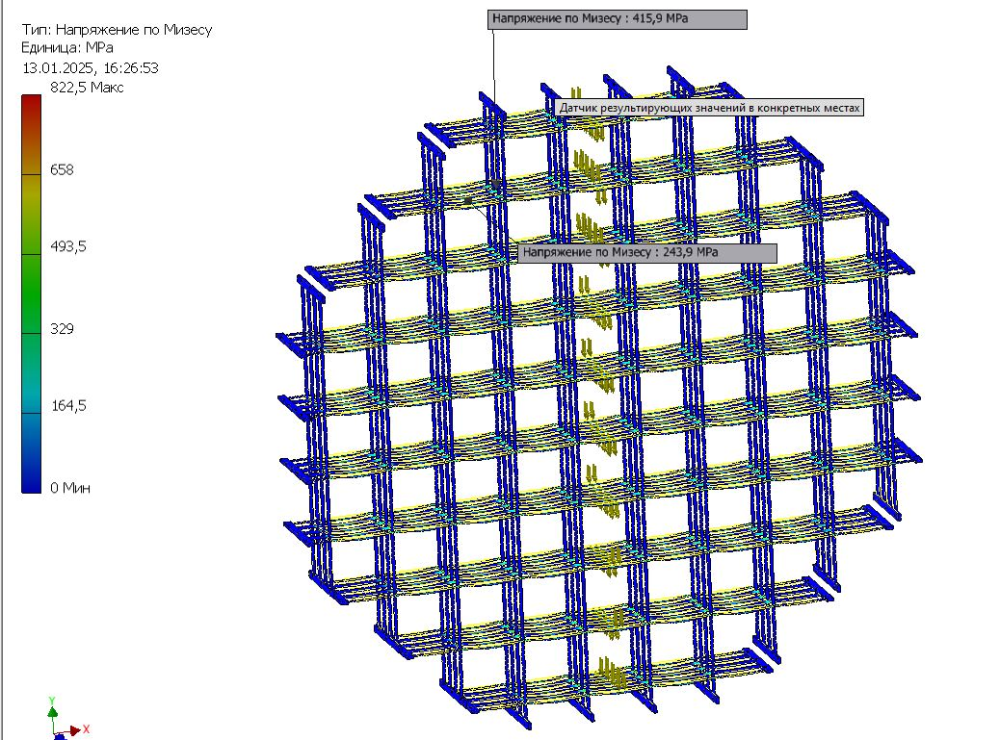 Напряжение по Мизесу : 415,9 MPa
Тип: Напряжение по Мизесу
Единица: MPa
13.01.2025, 16:26:53
822,5 Макс
Датчик результирующих значений в конкретных местах
658
493,5
Напряжение по Мизесу : 243,9 MPa
329
164,5
0 Мин
Y
X